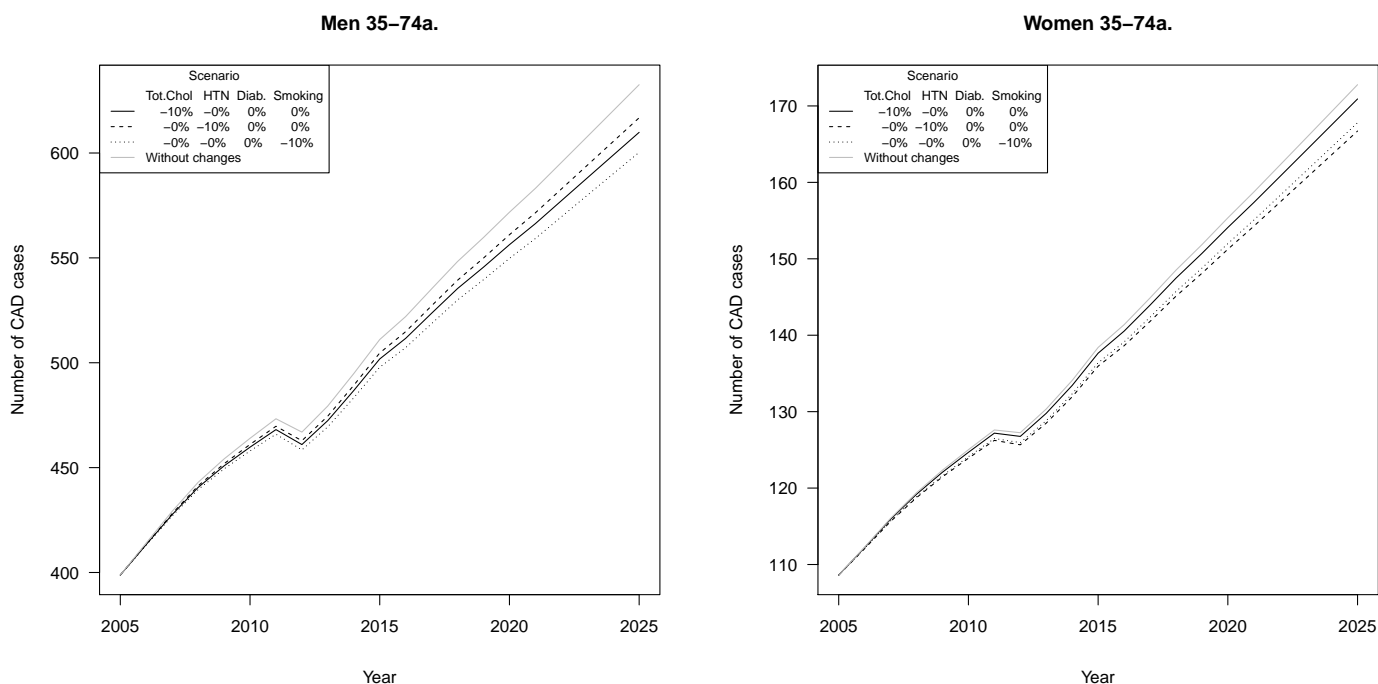 Men 35–74a.
Scenario
Tot.Chol HTN Diab. Smoking
−10% −0% 0% 0%
−0% −10% 0% 0%
−0% −0% 0% −10%
Without changes
Number of CAD cases
600
550
500
450
400
2005 2010 2015 2020 2025
Year
Women 35–74a.
Scenario
Tot.Chol HTN Diab. Smoking
−10% −0% 0% 0%
−0% −10% 0% 0%
−0% −0% 0% −10%
Without changes
Number of CAD cases
170
160
150
140
130
120
110
2005 2010 2015 2020 2025
Year